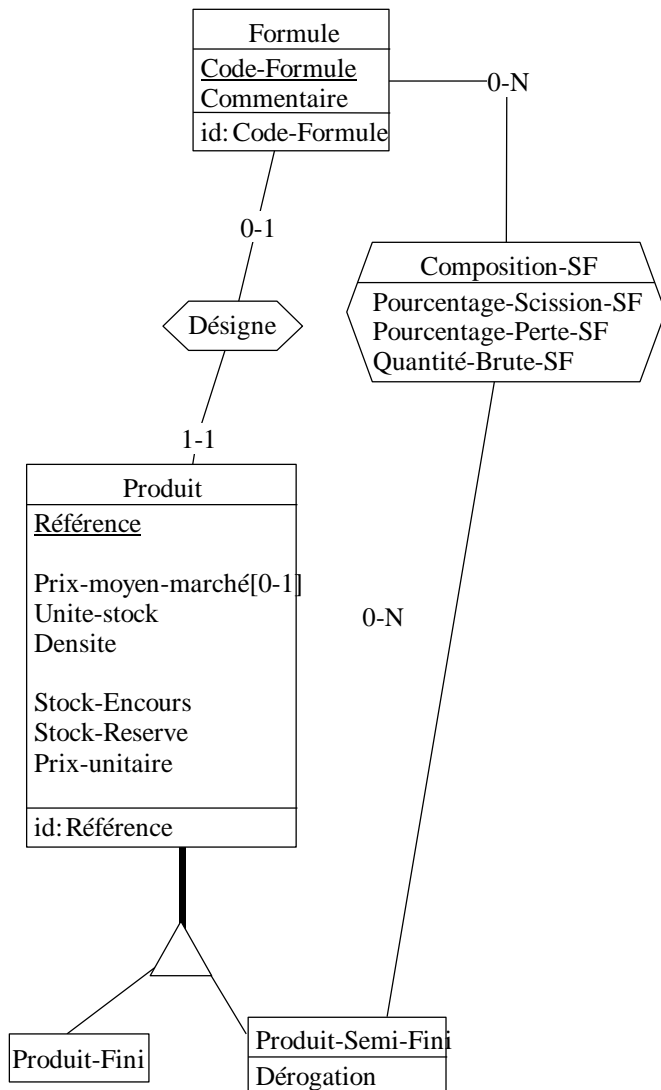 Formule
Code-Formule
Commentaire
id: Code-Formule
0-N
0-1
Composition-SF
Pourcentage-Scission-SF
Pourcentage-Perte-SF
Quantité-Brute-SF
Désigne
1-1
Produit
Référence
Prix-moyen-marché[0-1]
Unite-stock
Densite
0-N
Stock-Encours
Stock-Reserve
Prix-unitaire
id: Référence
Produit-Fini
Produit-Semi-Fini
Dérogation